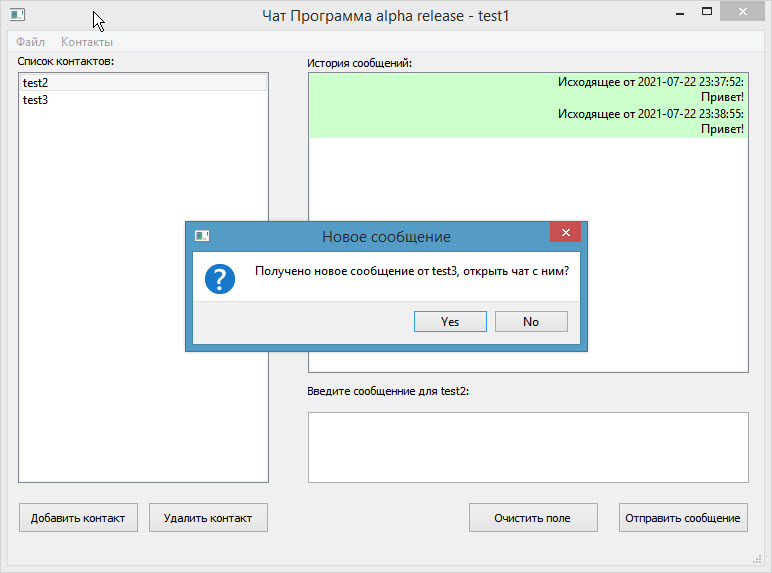 Чат Программа alpha release - test1
Файл Контакты
Список контактов:
test2
test3
История сообщений:
Исходящее от 2021-07-22 23:37:52:
Привет!
Исходящее от 2021-07-22 23:38:55:
Привет!
Новое сообщение
Получено новое сообщение от test3, открыть чат с ним?
Yes
No
Введите сообщенние для test2:
Добавить контакт
Удалить контакт
Очистить поле
Отправить сообщение